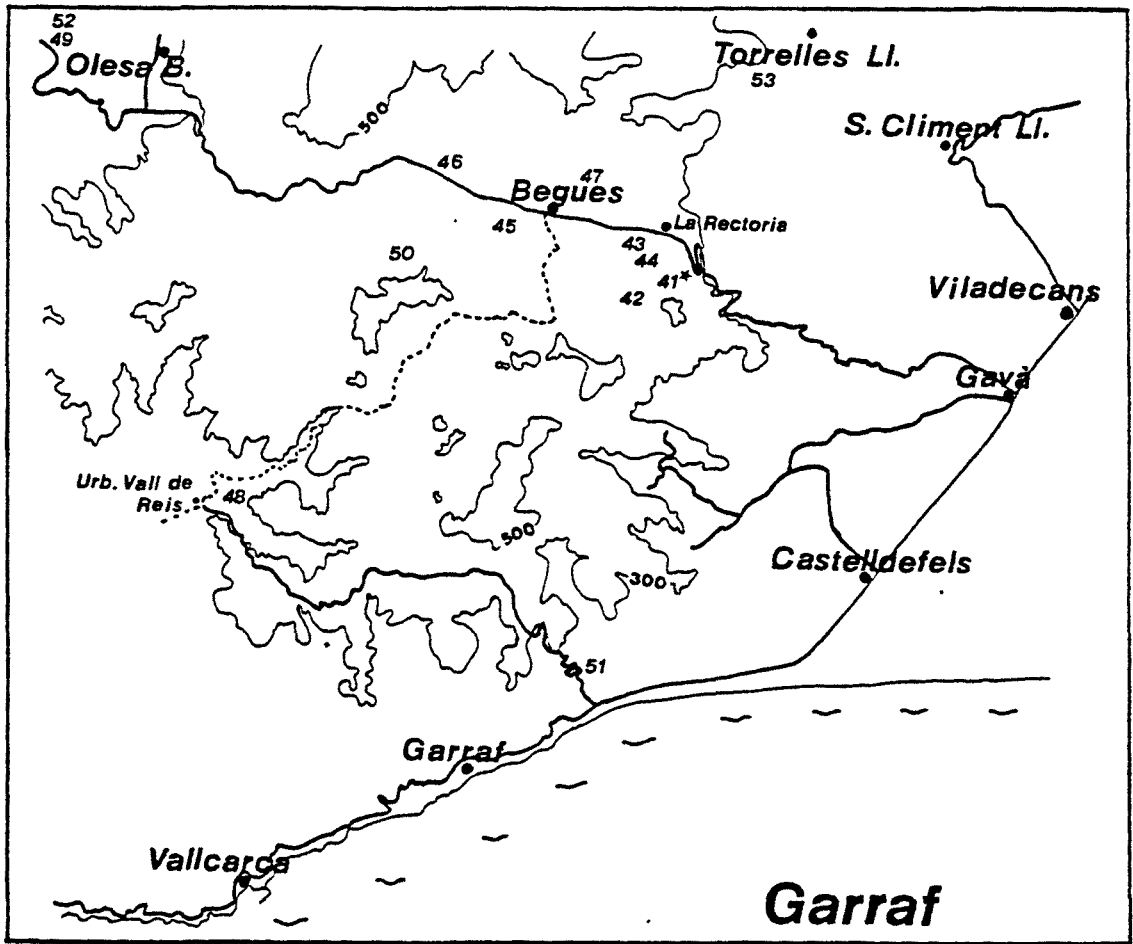 52
49
Olesa B.
Torrelles Ll.
53
500
S. Climent Ll.
46
47
Begues
45
La Rectoria
43
44
50
41*
42
Viladecans
Gavà
Urb. Vall de
Reis
48
500
Castelldefels
300
51
Garraf
Vallcarca
Garraf